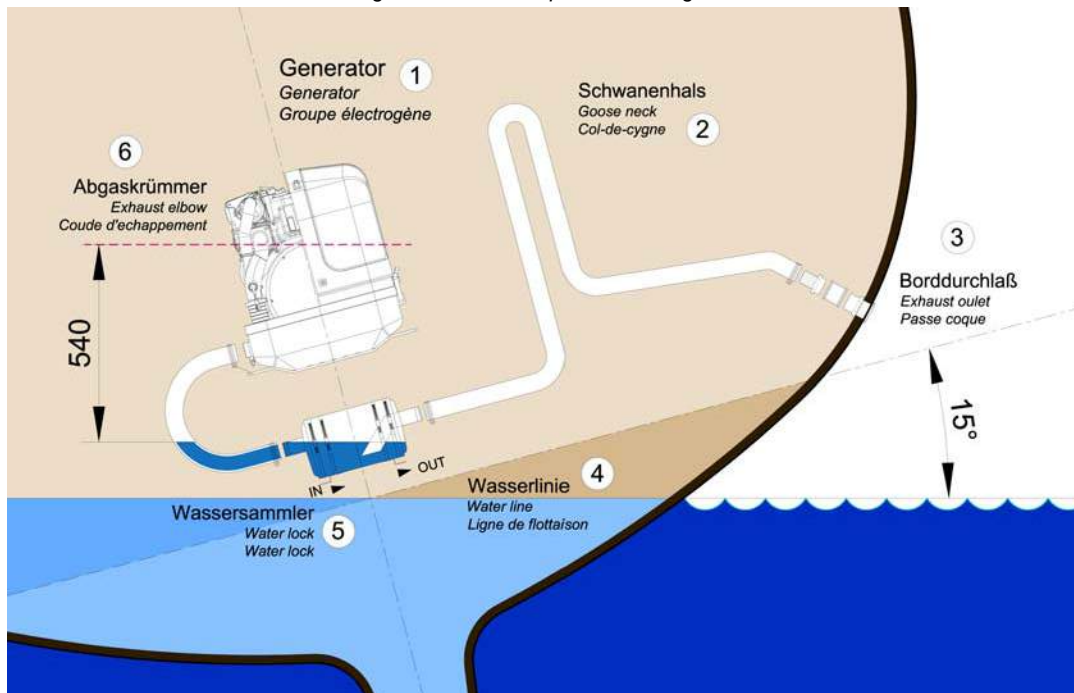 Generator
Generator
Groupe électrogène
1
Schwanenhals
Goose neck
Col-de-cygne
2
6
Abgaskrümmer
Exhaust elbow
Coude d'echappement
3
Borddurchlaß
Exhaust oulet
Passe coque
540
15°
OUT
IN
Wasserlinie
Water line
Ligne de flottaison
4
Wassersammler
Water lock
Water lock
5